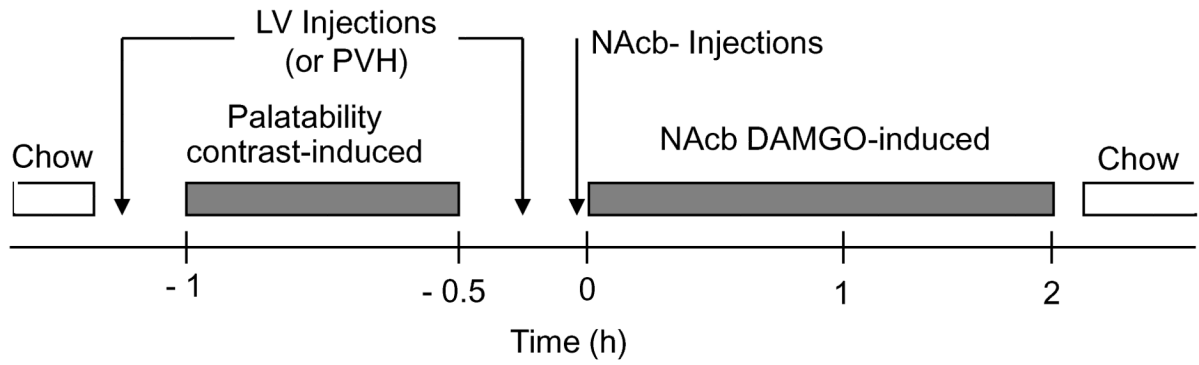 LV Injections
(or PVH)
NAcb- Injections
Palatability
contrast-induced
NAcb DAMGO-induced
Chow
Chow
- 1
- 0.5
0
1
2
Time (h)